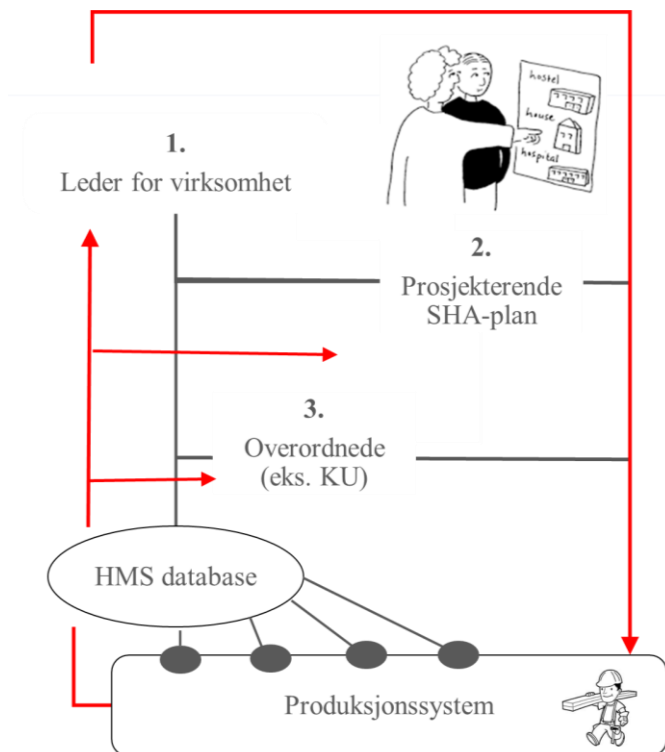 hostel
house
hospital
1.
Leder for virksomhet
2.
Prosjekterende
SHA-plan
3.
Overordnede
(eks. KU)
HMS database
Produksjonssystem